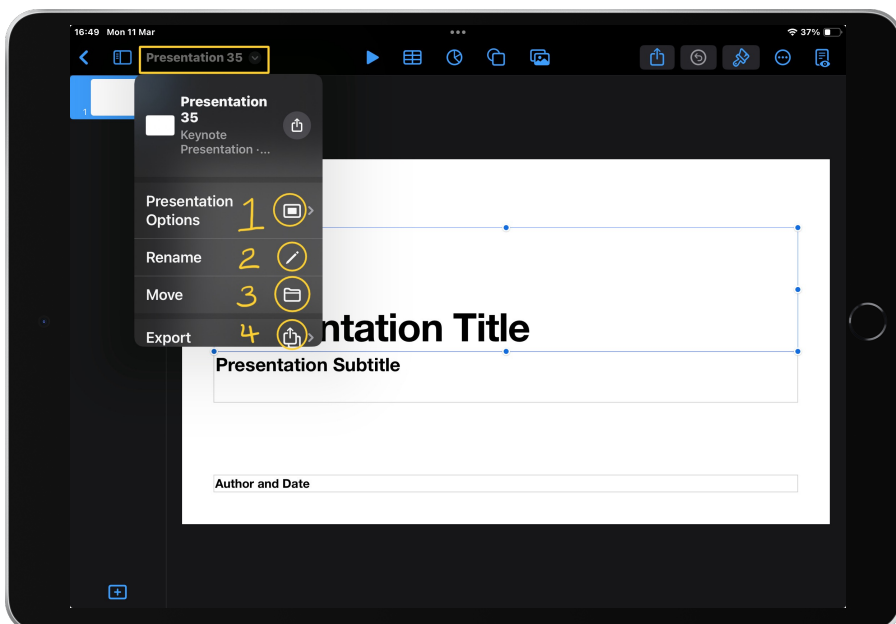 16:49 Mon 11 Mar
37%
Presentation 35
Presentation
35
Keynote
Presentation ·...
1
Presentation
Options 1
Rename 2
Move 3
Export 4
ntation Title
Presentation Subtitle
Author and Date